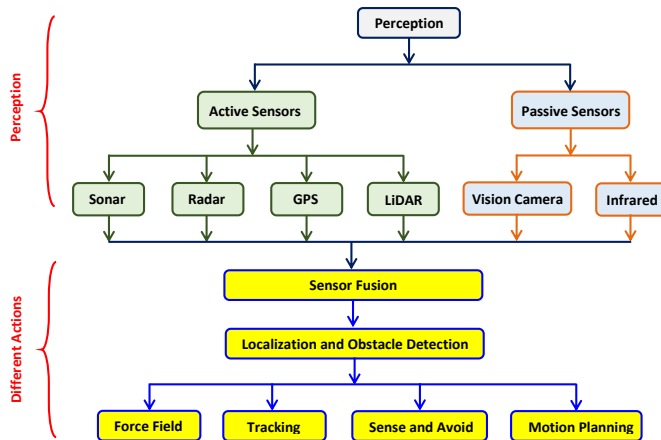 Perception
Perception
Active Sensors
Passive Sensors
Sonar
Radar
GPS
LiDAR
Vision Camera
Infrared
Different Actions
Sensor Fusion
Localization and Obstacle Detection
Force Field
Tracking
Sense and Avoid
Motion Planning